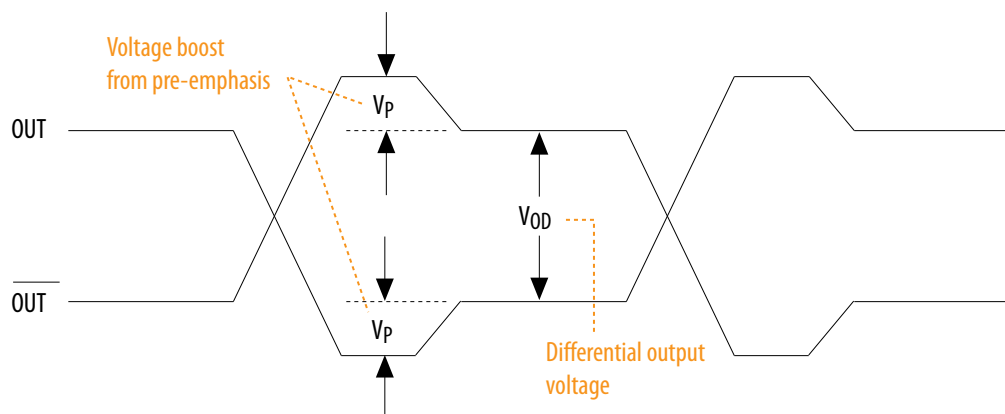 Voltage boost
from pre-emphasis
VP
OUT
VOD
OUT
VP
Differential output
voltage